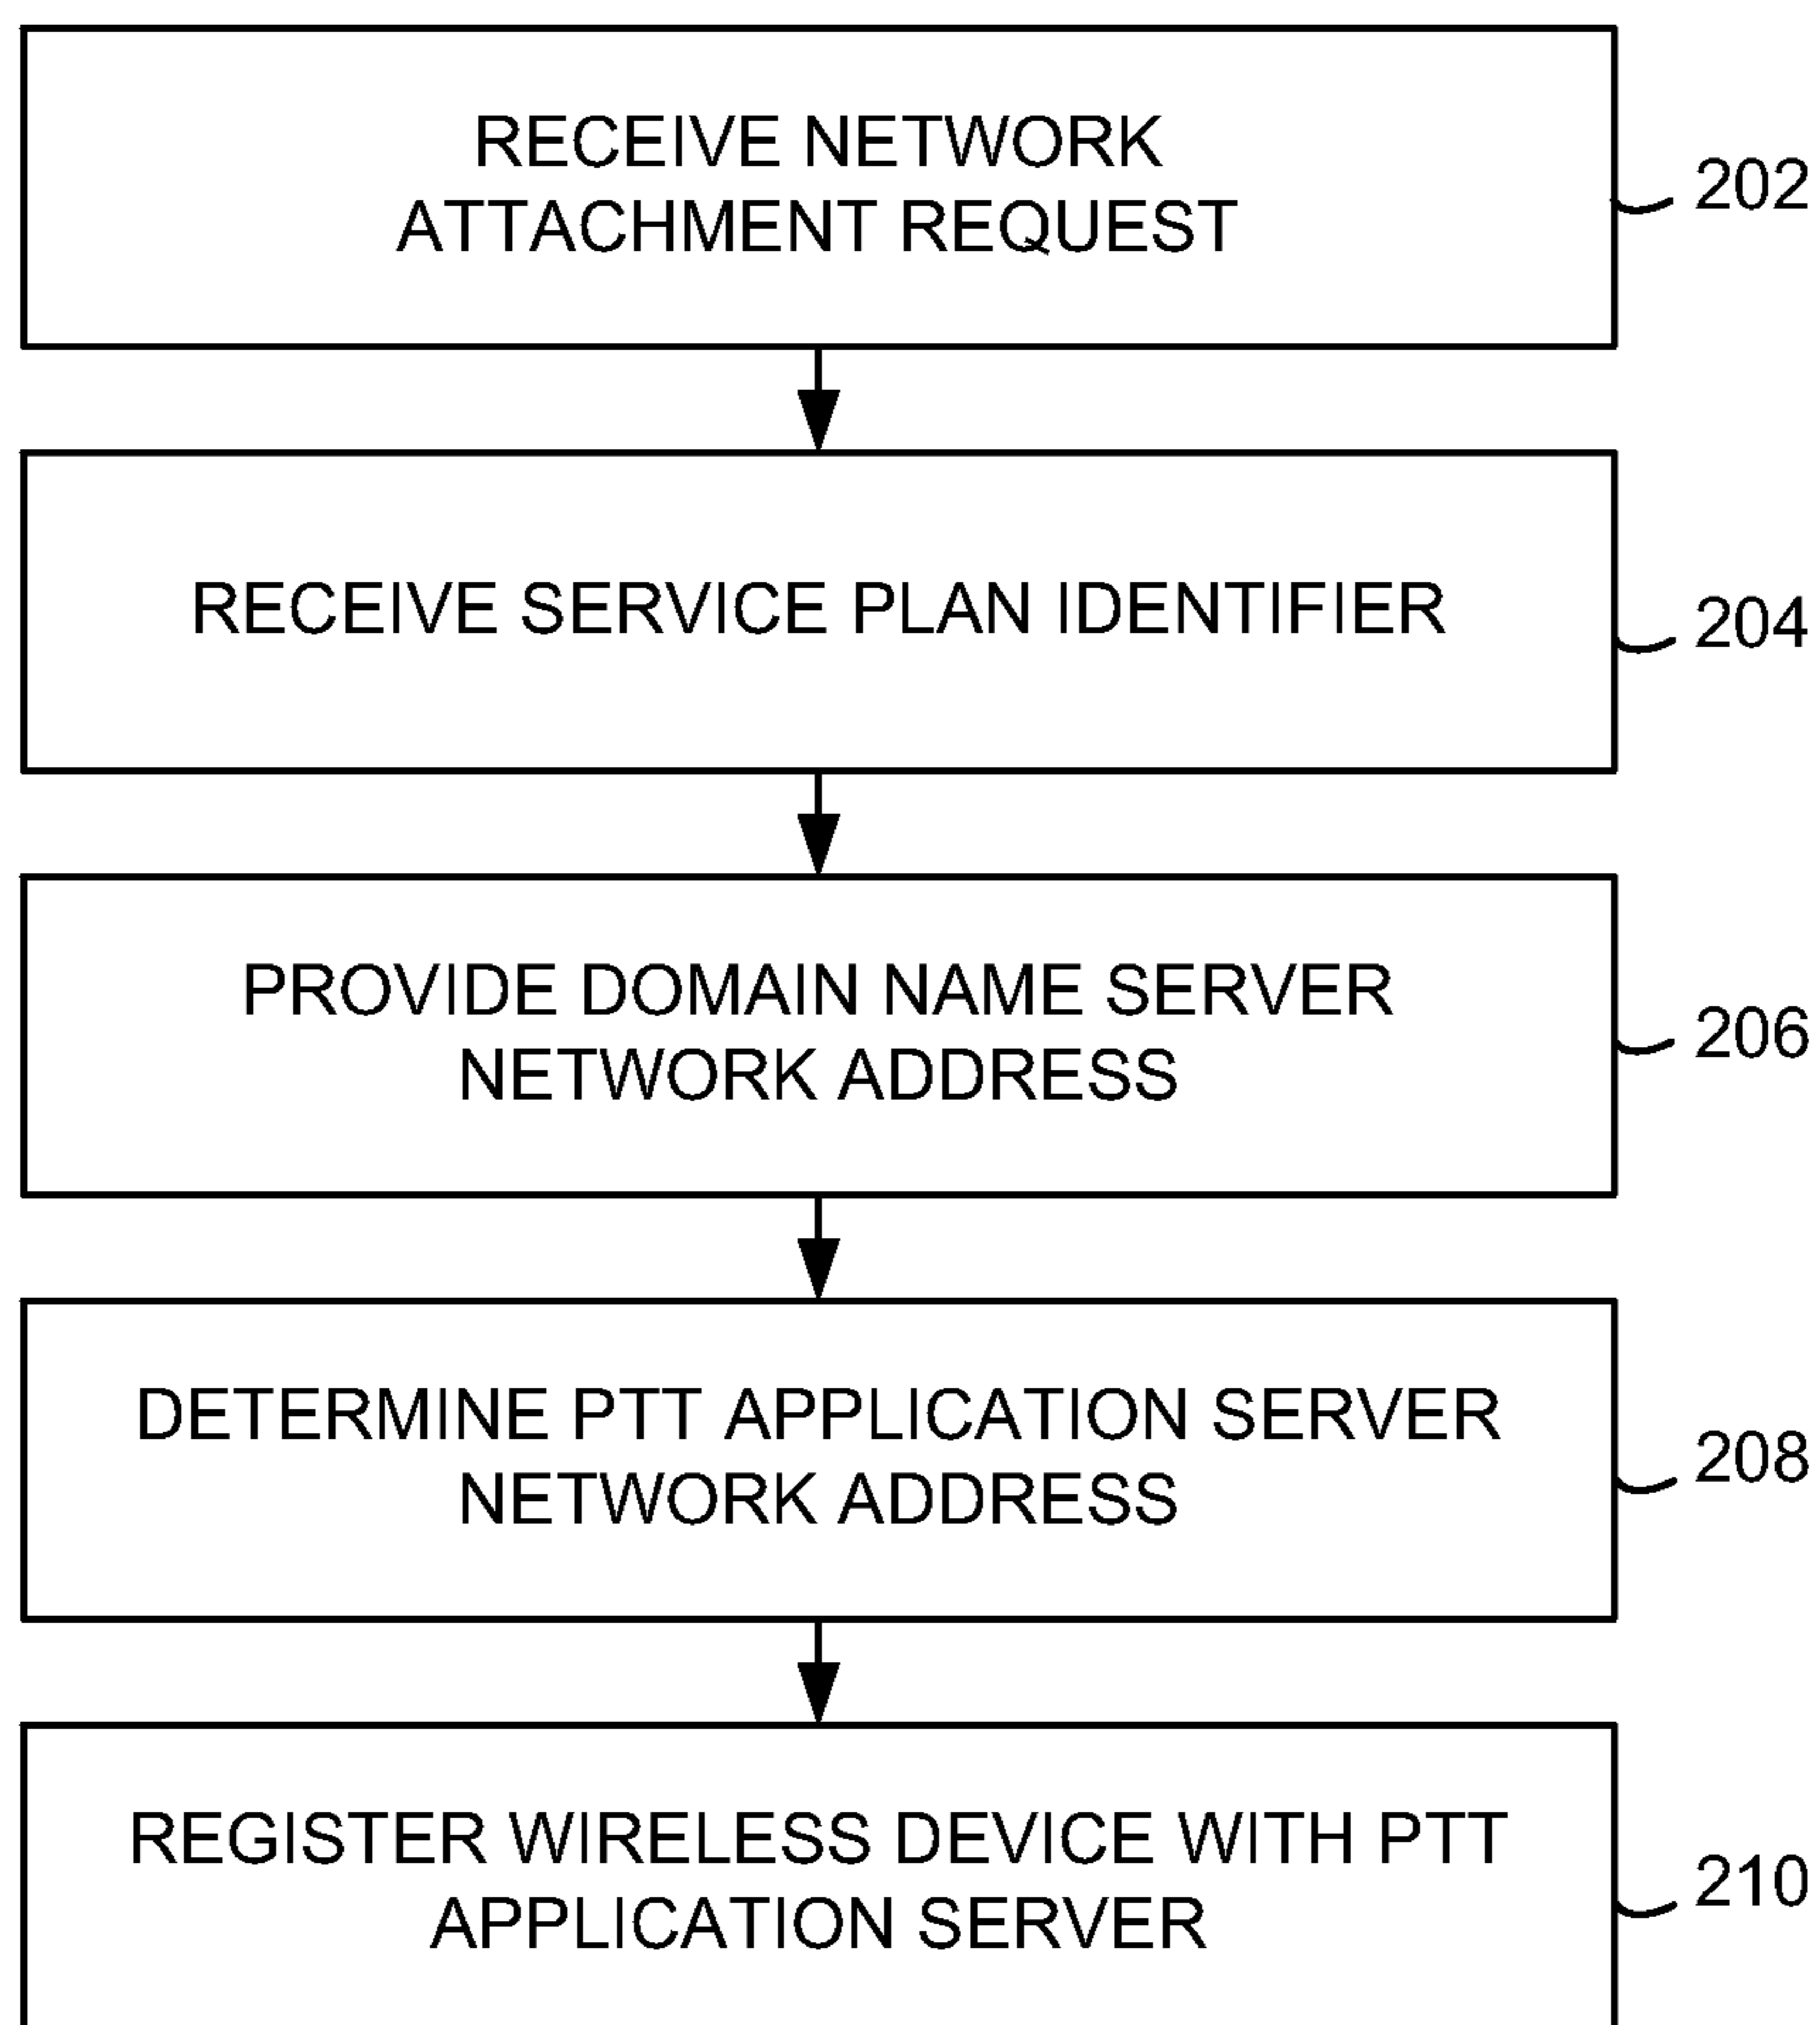 RECEIVE NETWORK
ATTACHMENT REQUEST
202
RECEIVE SERVICE PLAN IDENTIFIER
204
PROVIDE DOMAIN NAME SERVER
NETWORK ADDRESS
206
DETERMINE PTT APPLICATION SERVER
NETWORK ADDRESS
208
REGISTER WIRELESS DEVICE WITH PTT
APPLICATION SERVER
210